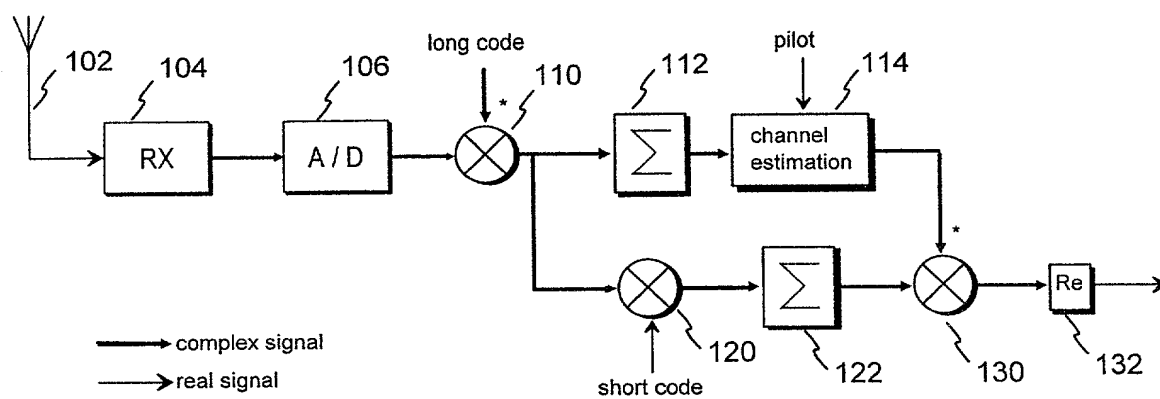 long code
pilot
102
104
106
*
110
112
114
RX
A / D
Σ
channel
estimation
*
Σ
Re
complex signal
real signal
120
short code
122
130
132